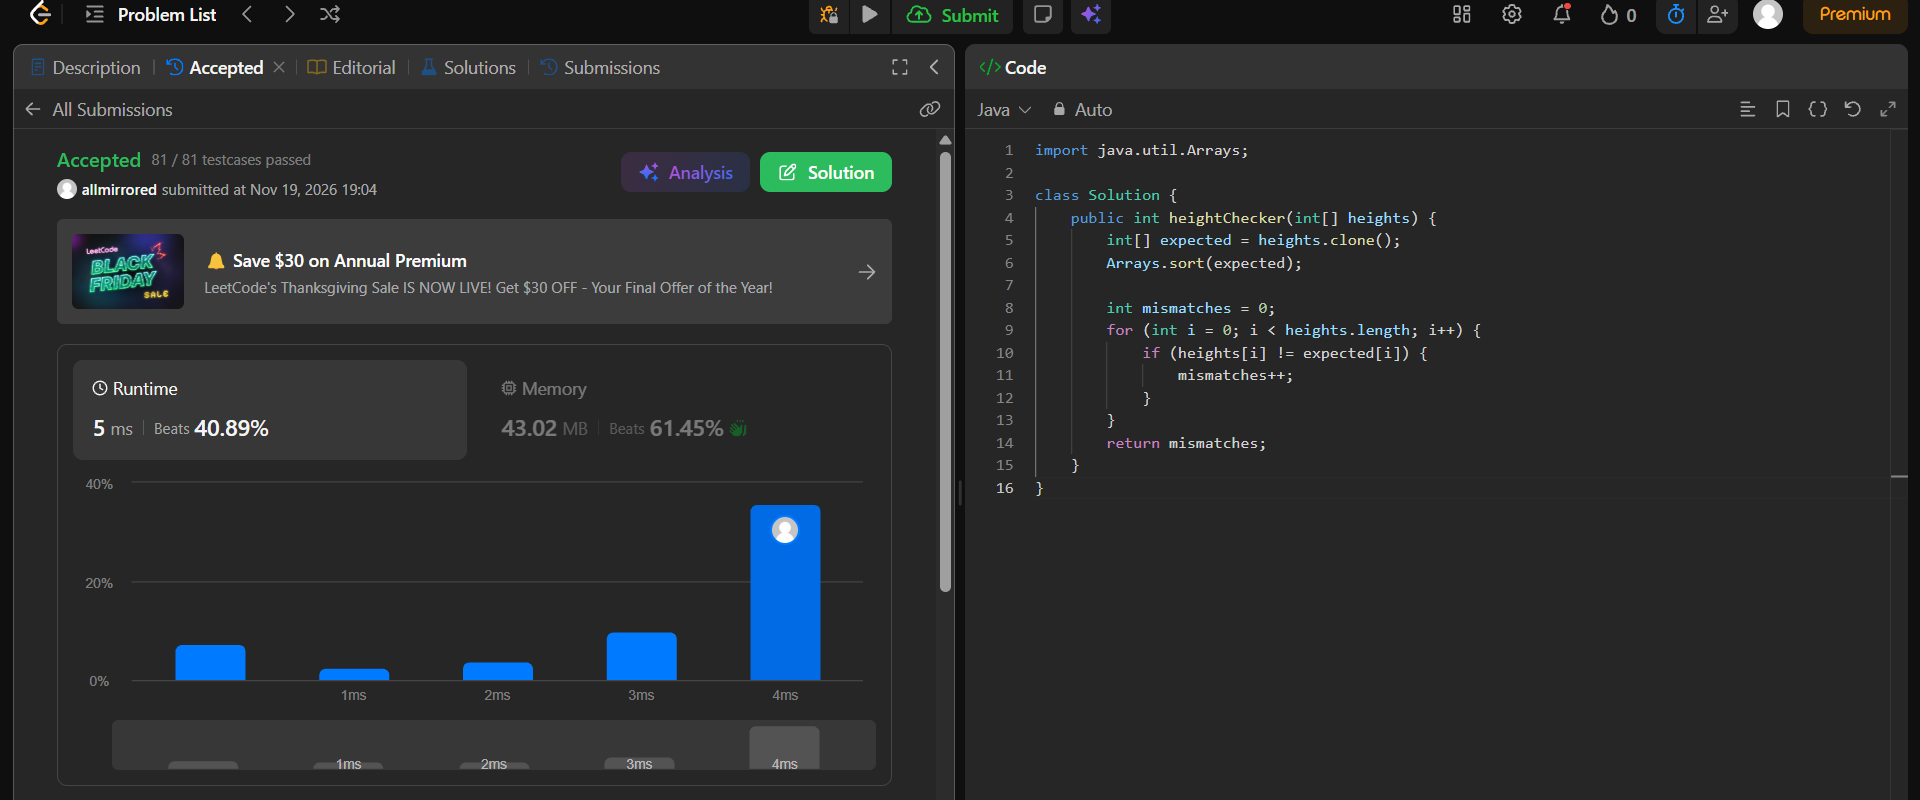 Problem List
Submit
0
Premium
Description
Accepted
Editorial
Solutions
Submissions
All Submissions
Accepted 81 / 81 testcases passed
allmirrored submitted at Nov 19, 2026 19:04
Analysis
Solution
LeetCode
BLACK
FRIDAY
SALE
Save $30 on Annual Premium
LeetCode's Thanksgiving Sale IS NOW LIVE! Get $30 OFF - Your Final Offer of the Year!
Runtime
5 ms Beats 40.89%
Memory
43.02 MB Beats 61.45%
40%
20%
0%
1ms 2ms 3ms 4ms
1ms 2ms 3ms 4ms
</> Code
Java Auto
1 import java.util.Arrays;
2
3 class Solution {
4 public int heightChecker(int[] heights) {
5 int[] expected = heights.clone();
6 Arrays.sort(expected);
7
8 int mismatches = 0;
9 for (int i = 0; i < heights.length; i++) {
10 if (heights[i] != expected[i]) {
11 mismatches++;
12 }
13 }
14 return mismatches;
15 }
16 }